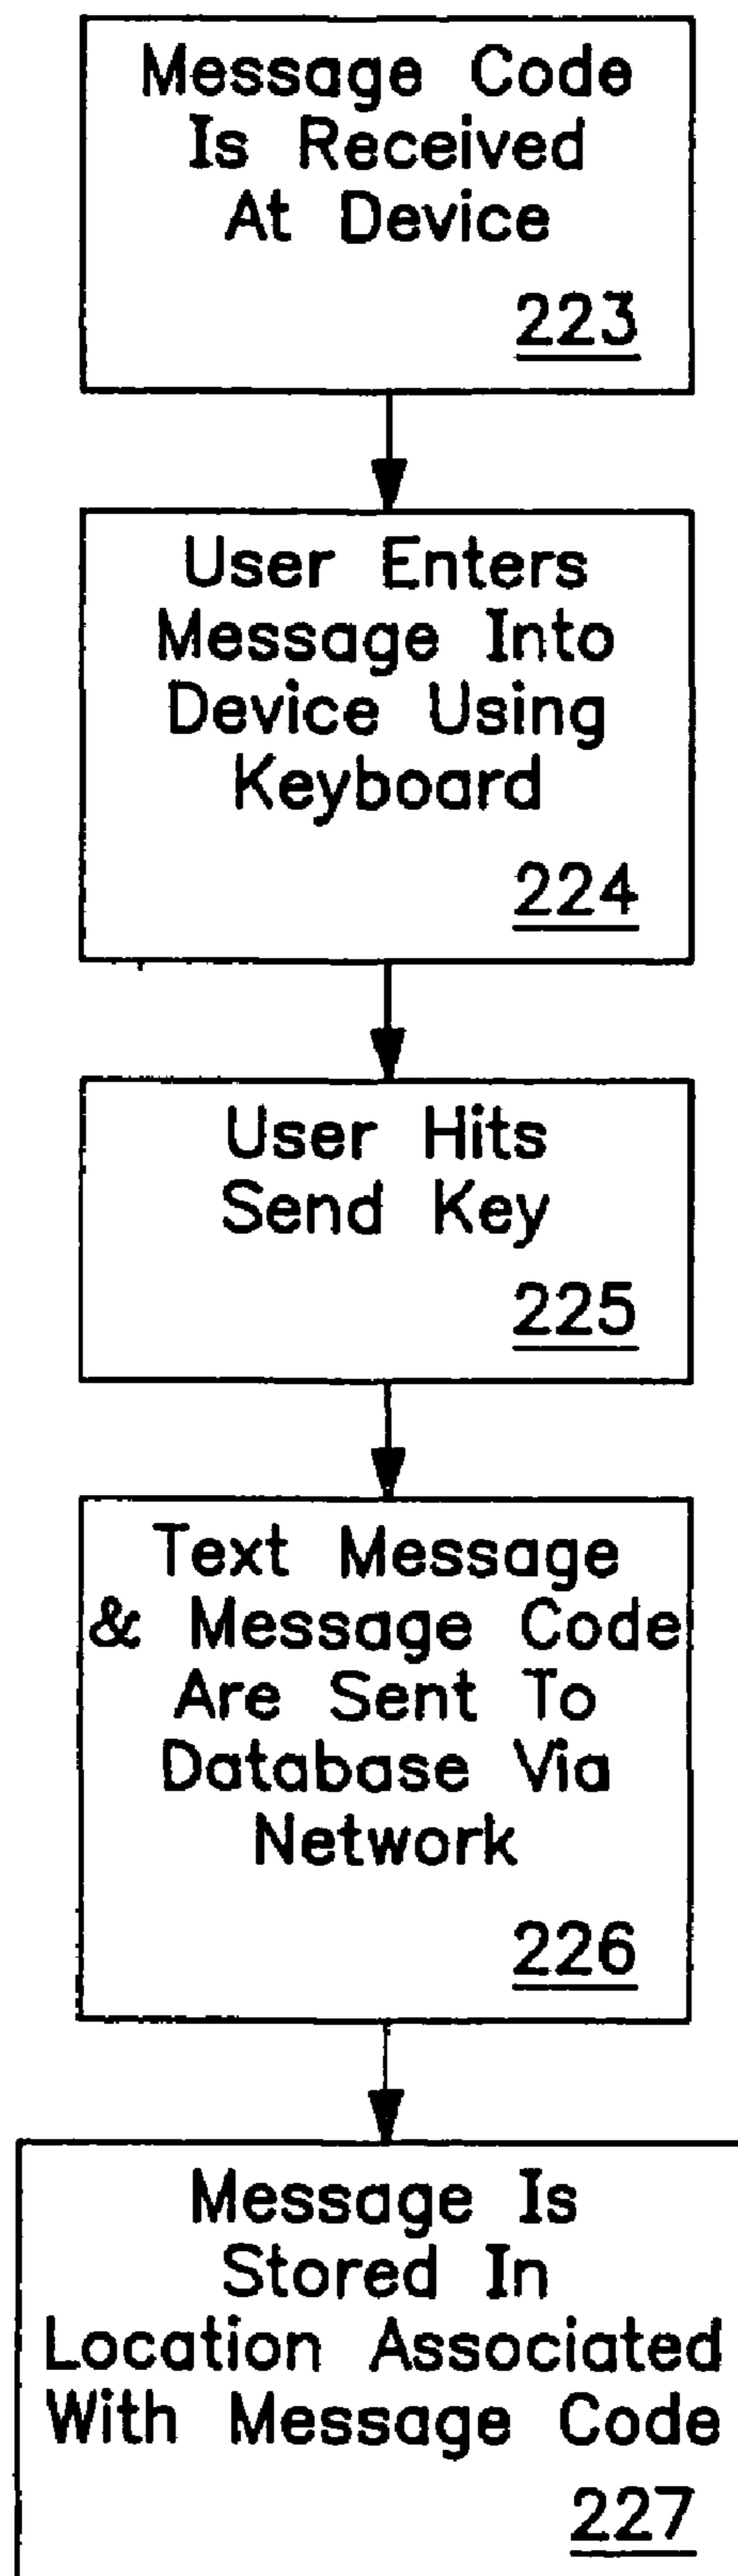 Message Code
Is Received
At Device
223
User Enters
Message Into
Device Using
Keyboard
224
User Hits
Send Key
225
Text Message
& Message Code
Are Sent To
Database Via
Network
226
Message Is
Stored In
Location Associated
With Message Code
227